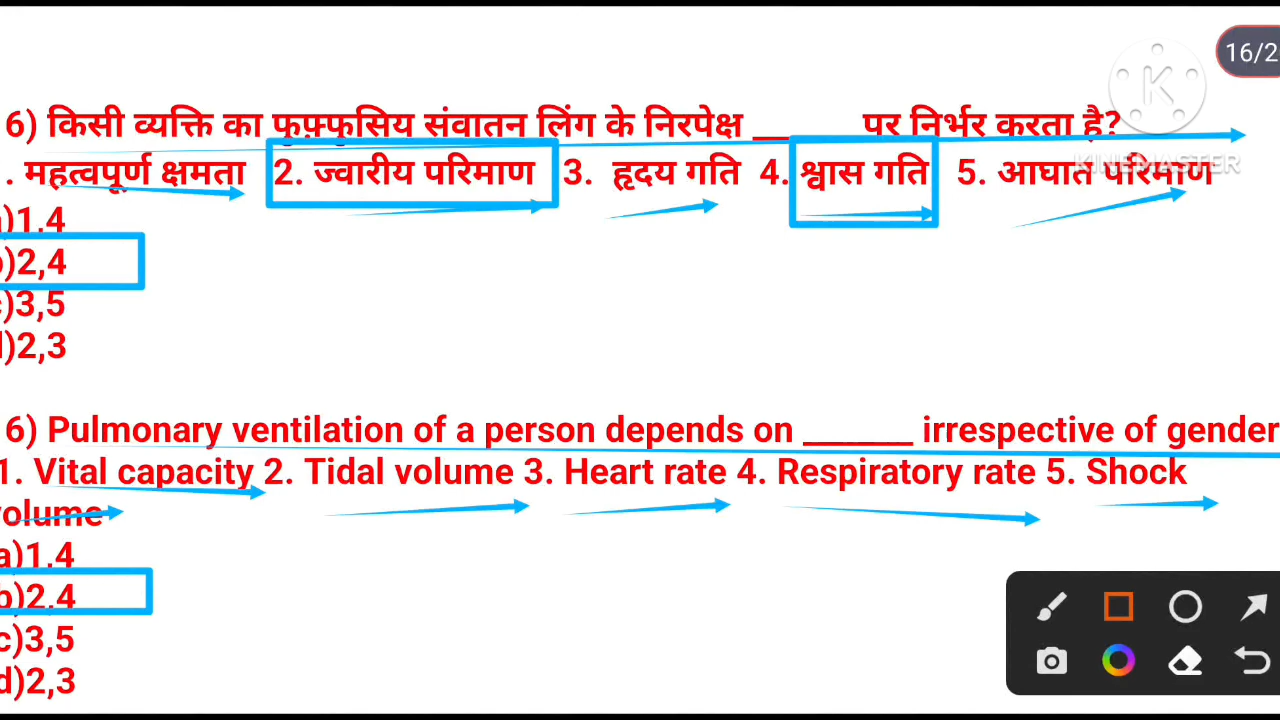 16/2
6) किसी व्यक्ति का फुफ़्फ़ुसिय संवातन लिंग के निरपेक्ष ______ पर निर्भर करता है?
KINEMASTER
. महत्वपूर्ण क्षमता 2. ज्वारीय परिमाण 3. हृदय गति 4. श्वास गति 5. आघात परिमाण
)1,4
)2,4
)3,5
)2,3
6) Pulmonary ventilation of a person depends on ______ irrespective of gender
1. Vital capacity 2. Tidal volume 3. Heart rate 4. Respiratory rate 5. Shock
volume
a)1,4
b)2,4
c)3,5
d)2,3